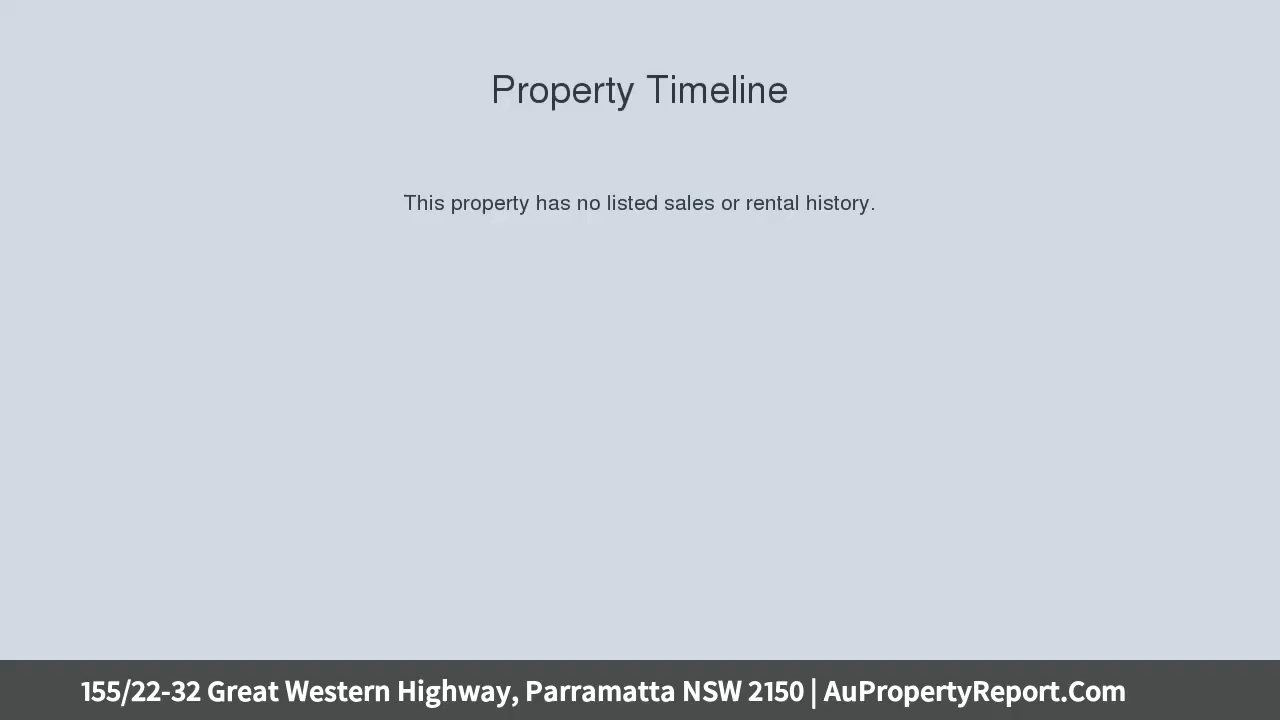 Property Timeline
This property has no listed sales or rental history.
155/22-32 Great Western Highway, Parramatta NSW 2150 | AuPropertyReport.Com